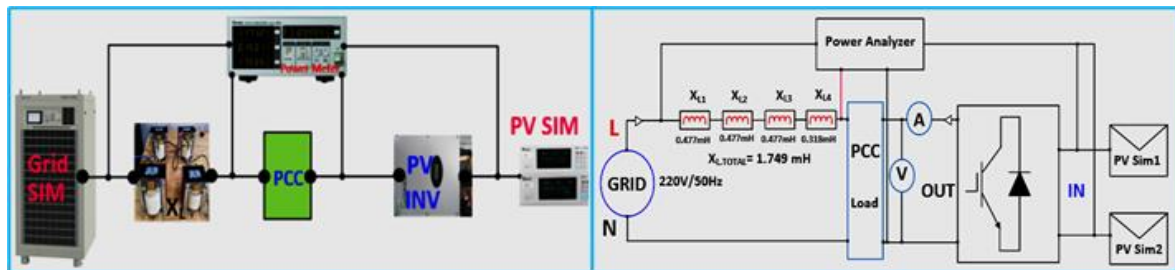 Power Meter
Grid
SIM
XL
PCC
PV
INV
PV SIM
Power Analyzer
XL1
XL2
XL3
XL4
L
0.477mH
0.477mH
0.477mH
0.318mH
XL,TOTAL= 1.749 mH
GRID
220V/50Hz
N
PCC
Load
A
V
OUT
IN
PV Sim1
PV Sim2